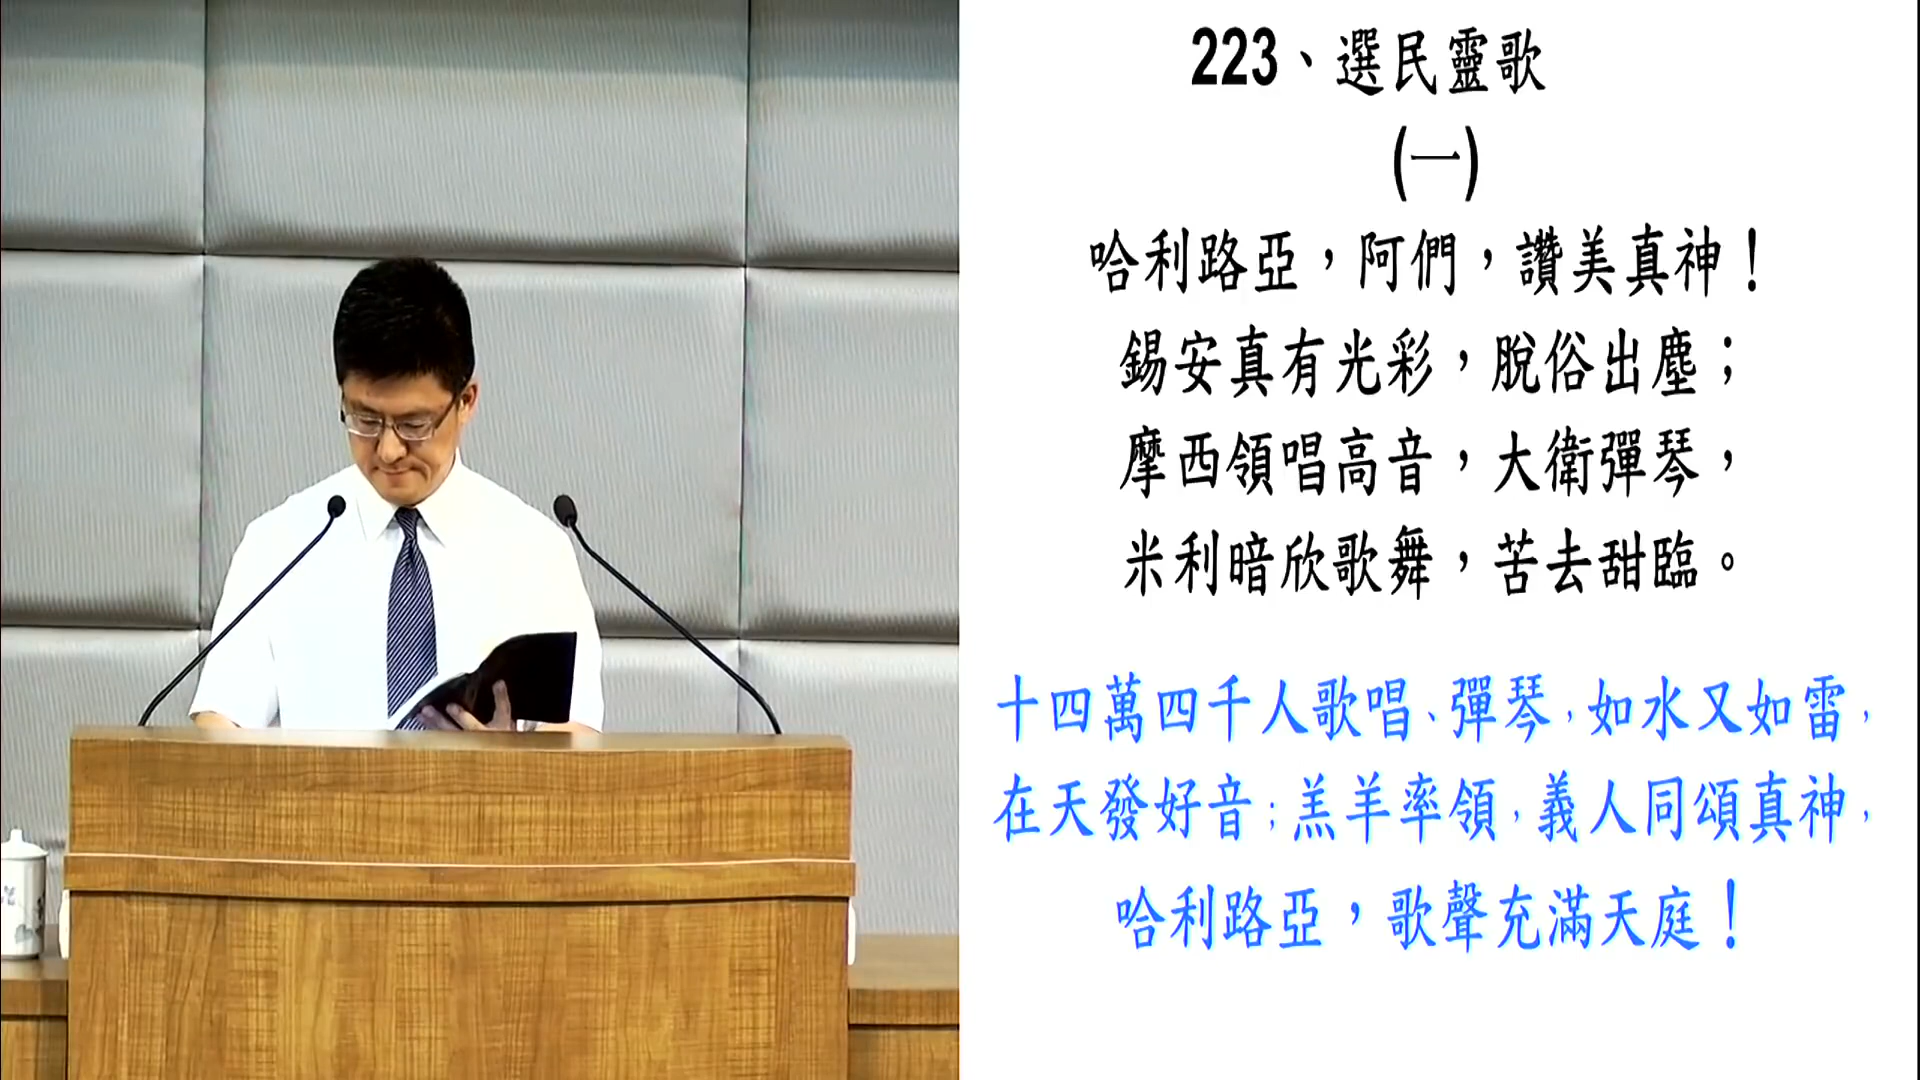 223、選民靈歌
(一)
哈利路亞，阿們，讚美真神！
錫安真有光彩，脫俗出塵；
摩西領唱高音，大衛彈琴，
米利暗欣歌舞，苦去甜臨。
十四萬四千人歌唱、彈琴，如水又如雷，
在天發好音；羔羊率領，義人同頌真神，
哈利路亞，歌聲充滿天庭！